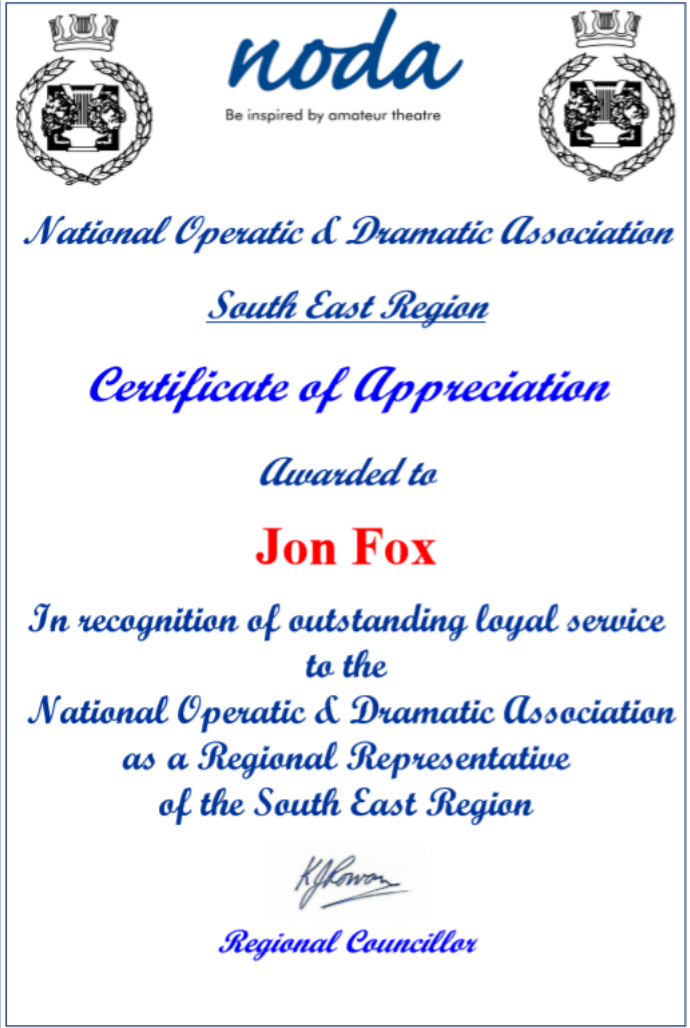 noda
Be inspired by amateur theatre
National Operatic & Dramatic Association
South East Region
Certificate of Appreciation
Awarded to
Jon Fox
In recognition of outstanding loyal service
to the
National Operatic & Dramatic Association
as a Regional Representative
of the South East Region
KJRowan
Regional Councillor